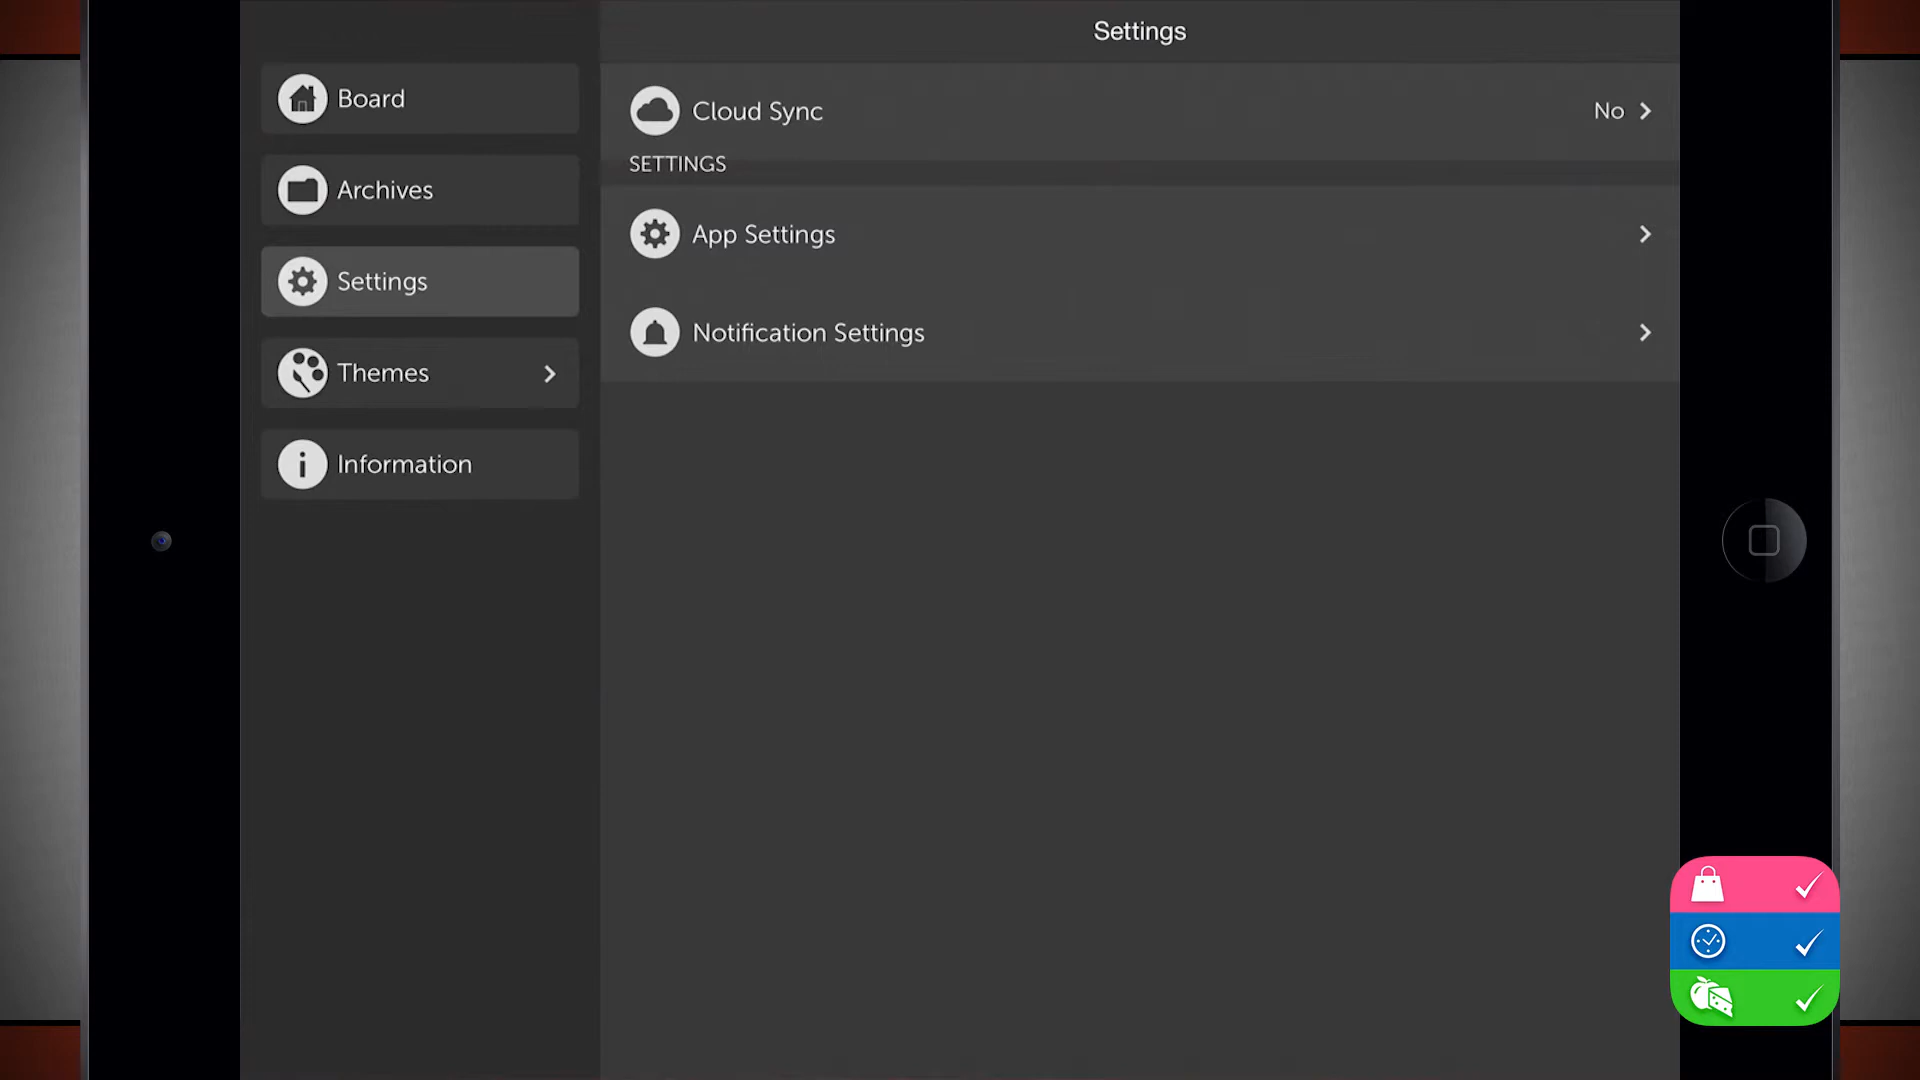 Settings
Board
Archives
Settings
Themes
Information
Cloud Sync
No
SETTINGS
App Settings
Notification Settings